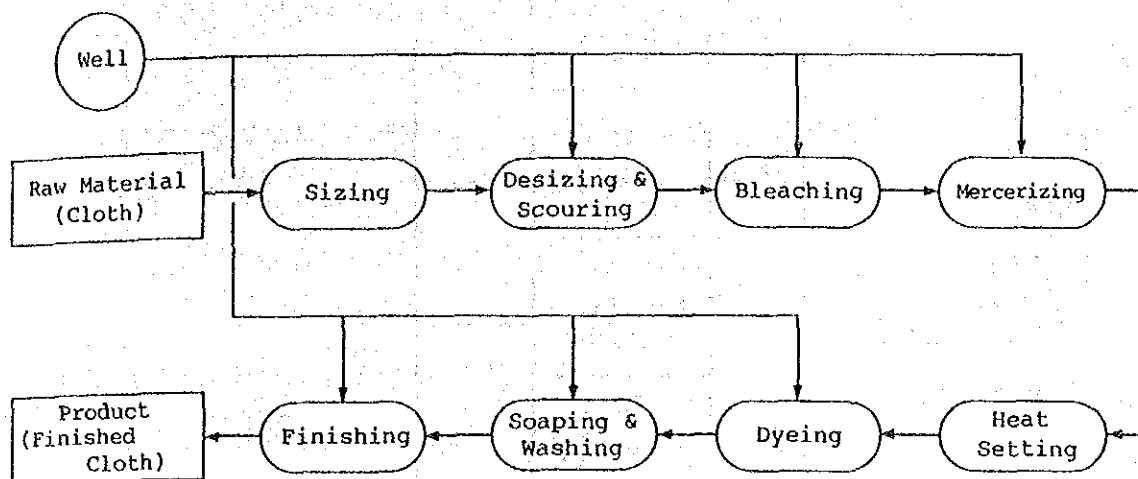 Well
Raw Material
(Cloth)
Sizing
Desizing &
Scouring
Bleaching
Mercerizing
Product
(Finished
Cloth)
Finishing
Soaping &
Washing
Dyeing
Heat
Setting